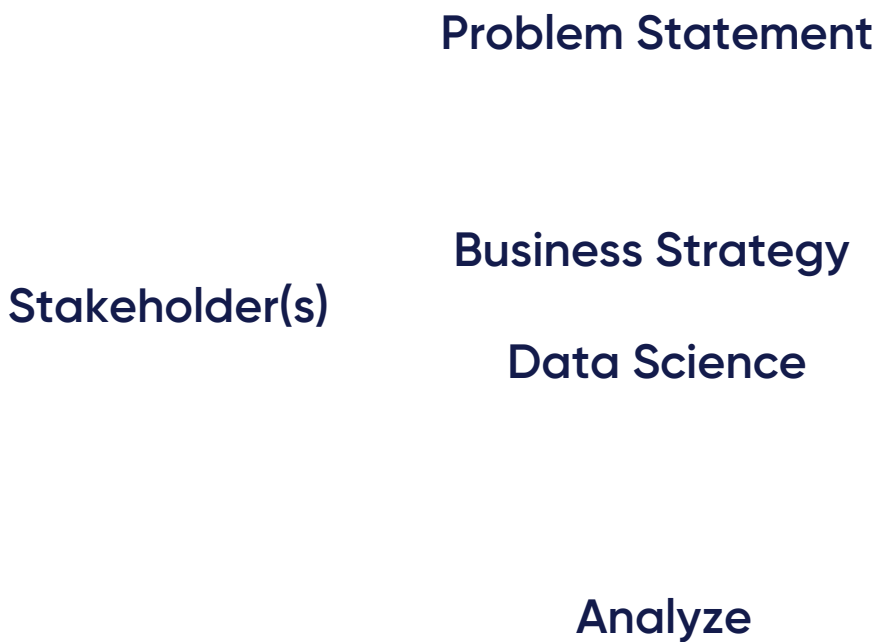 Problem Statement
Business Strategy
Stakeholder(s)
Data Science
Analyze